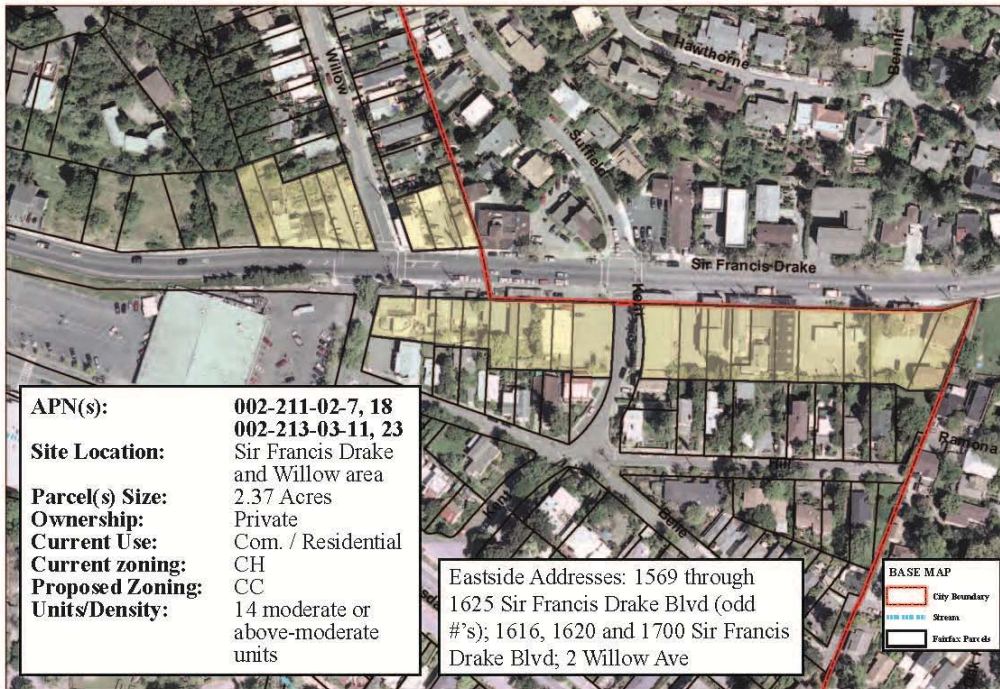 Hawthorne
Bennit
Willow
Suffield
Sir Francis Drake
Kent
Ramona
Hill
Belle
APN(s): 002-211-02-7, 18
002-213-03-11, 23
Site Location: Sir Francis Drake
and Willow area
Parcel(s) Size: 2.37 Acres
Ownership: Private
Current Use: Com. / Residential
Current zoning: CH
Proposed Zoning: CC
Units/Density: 14 moderate or
above-moderate
units
Eastside Addresses: 1569 through
1625 Sir Francis Drake Blvd (odd
#'s); 1616, 1620 and 1700 Sir Francis
Drake Blvd; 2 Willow Ave
BASE MAP
City Boundary
Stream
Fairfax Parcels